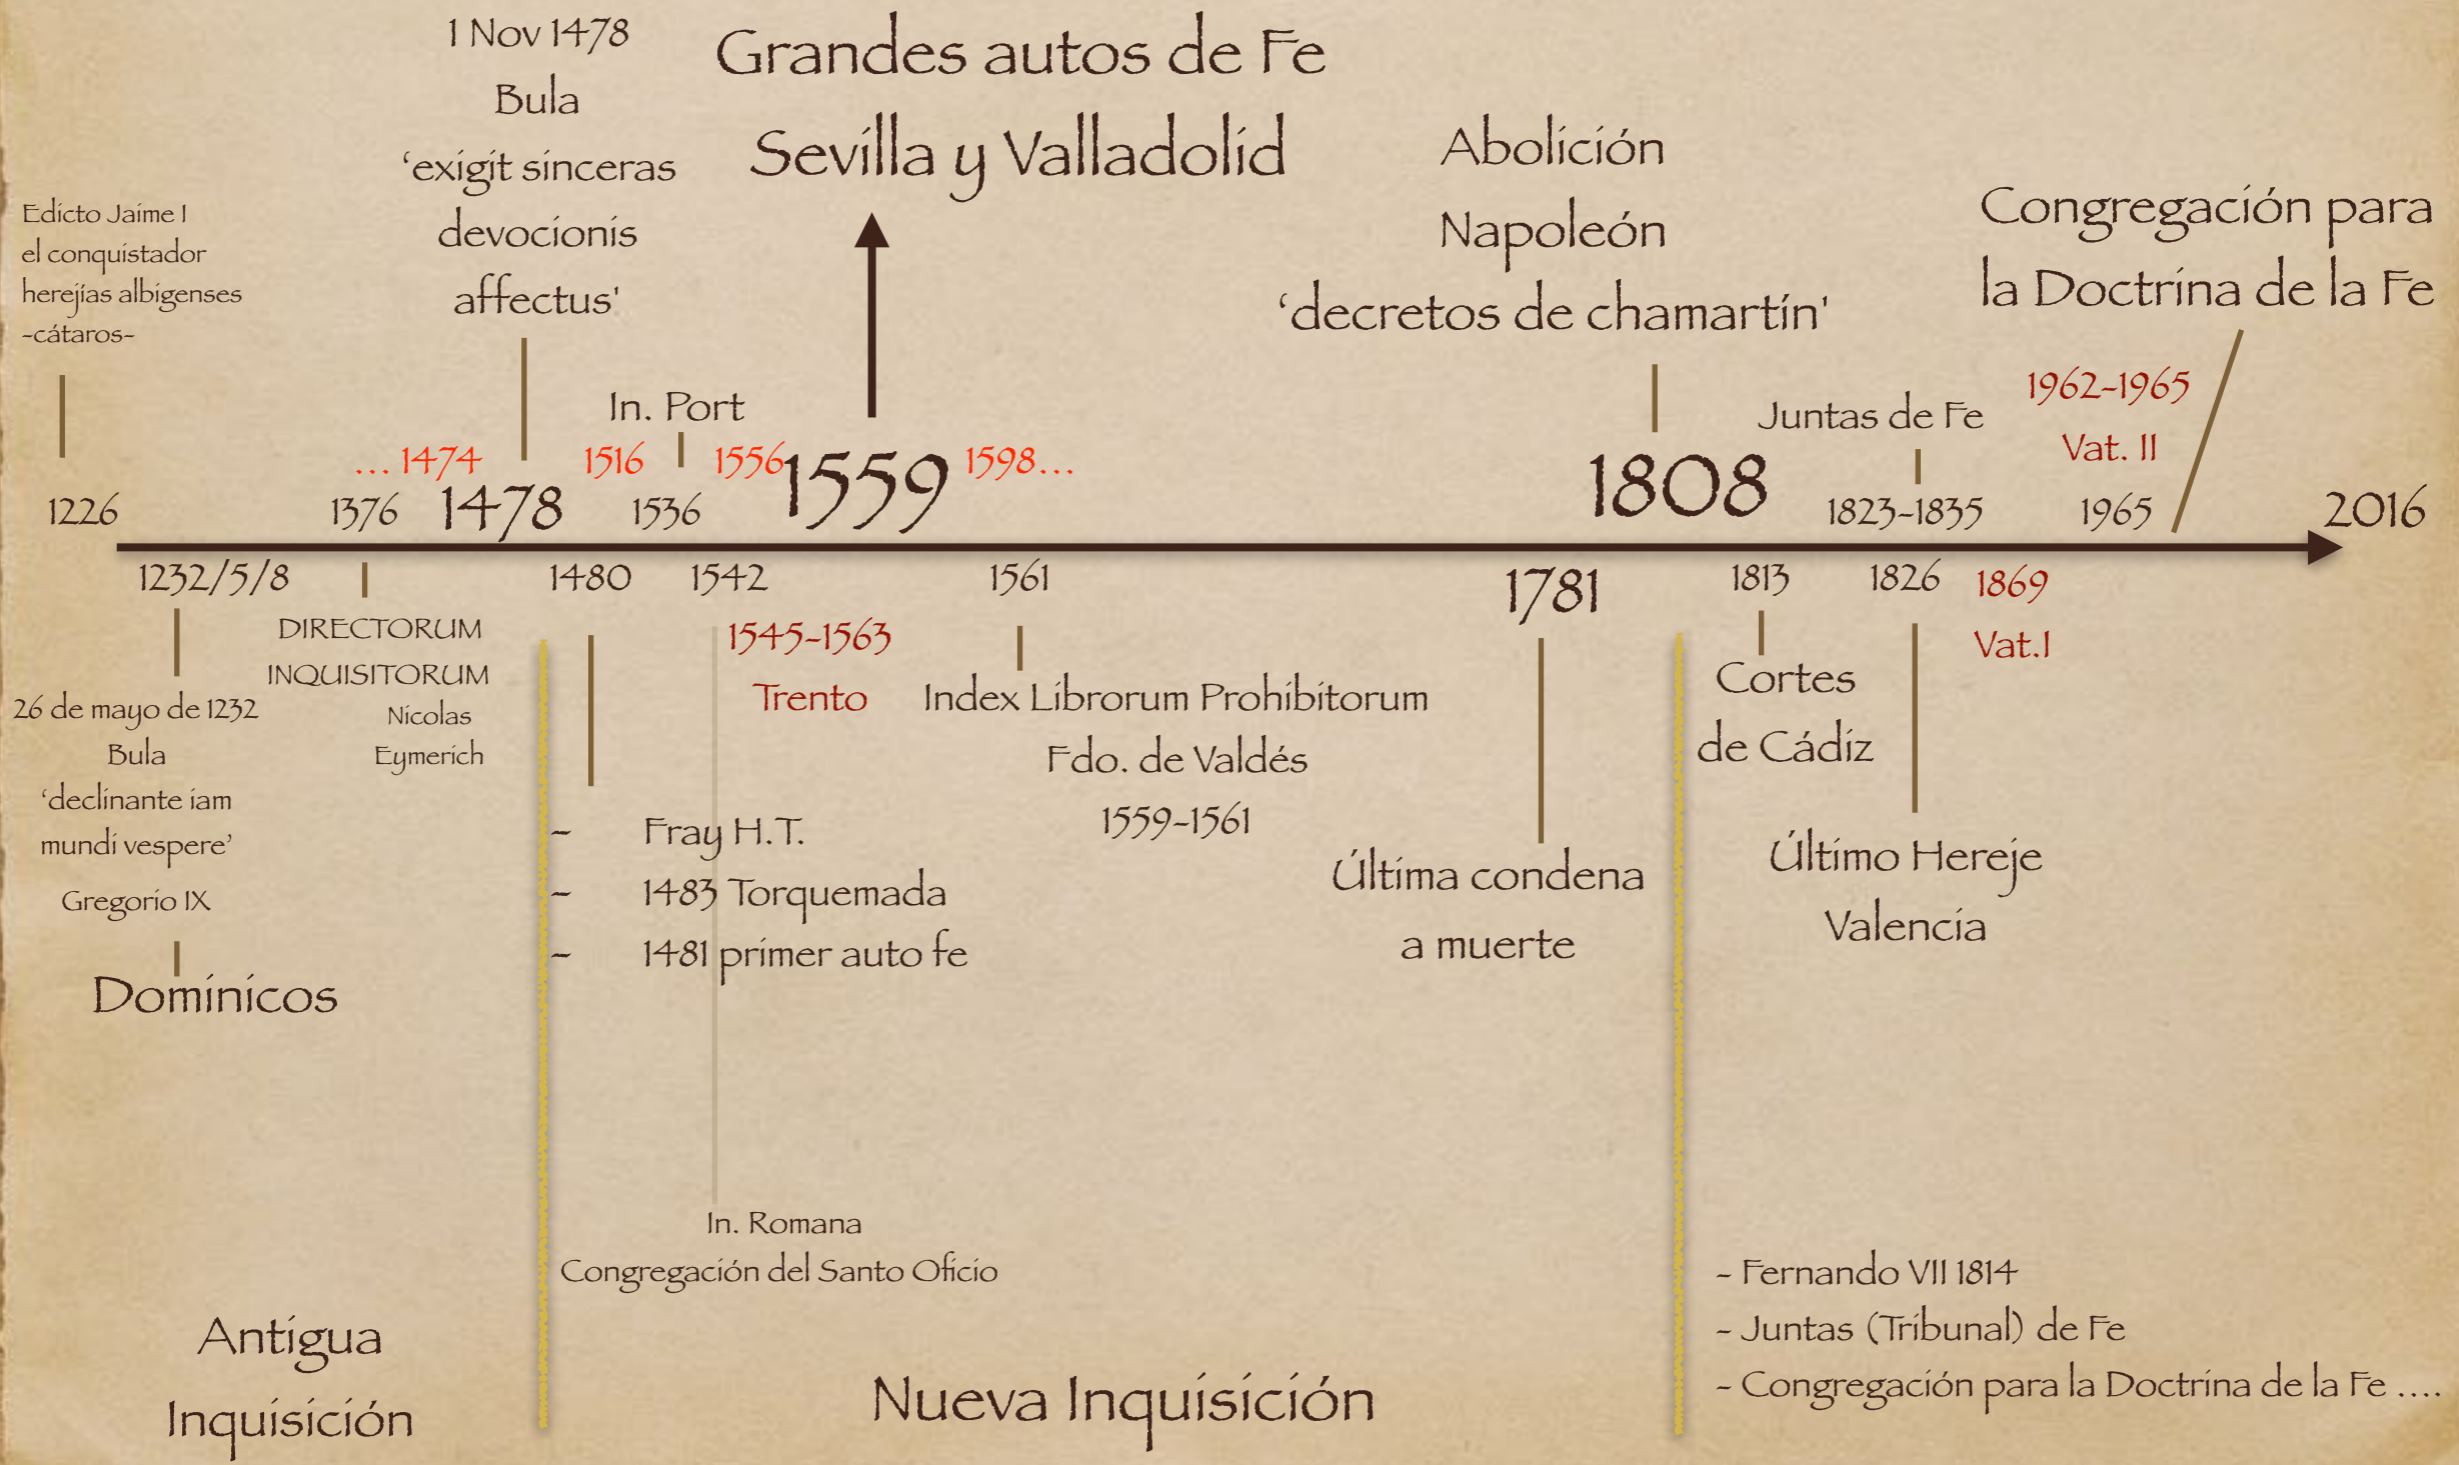 1 Nov 1478
Bula
‘exigit sinceras
devocionis
affectus'
Grandes autos de Fe
Sevilla y Valladolid
Abolición
Napoleón
‘decretos de chamartín'
Congregación para
la Doctrina de la Fe
Edicto Jaime I
el conquistador
herejías albigenses
-cátaros-
In. Port
Juntas de Fe
1962-1965
Vat. II
... 1474
1516
1556
1598...
1226
1376
1478
1536
1559
1808
1823-1835
1965
2016
1232/5/8
1480
1542
1561
1781
1813
1826
1869
Vat.I
DIRECTORUM
INQUISITORUM
Nicolas
Eymerich
26 de mayo de 1232
Bula
‘declinante iam
mundi vespere’
Gregorio IX
Dominicos
1545-1563
Trento
Index Librorum Prohibitorum
Fdo. de Valdés
1559-1561
Cortes
de Cádiz
- Fray H.T.
- 1483 Torquemada
- 1481 primer auto fe
Última condena
a muerte
Último Hereje
Valencia
In. Romana
Congregación del Santo Oficio
Antigua
Inquisición
Nueva Inquisición
- Fernando VII 1814
- Juntas (Tribunal) de Fe
- Congregación para la Doctrina de la Fe ....